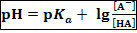 pH = pKₐ + lg [A⁻]/[HA]